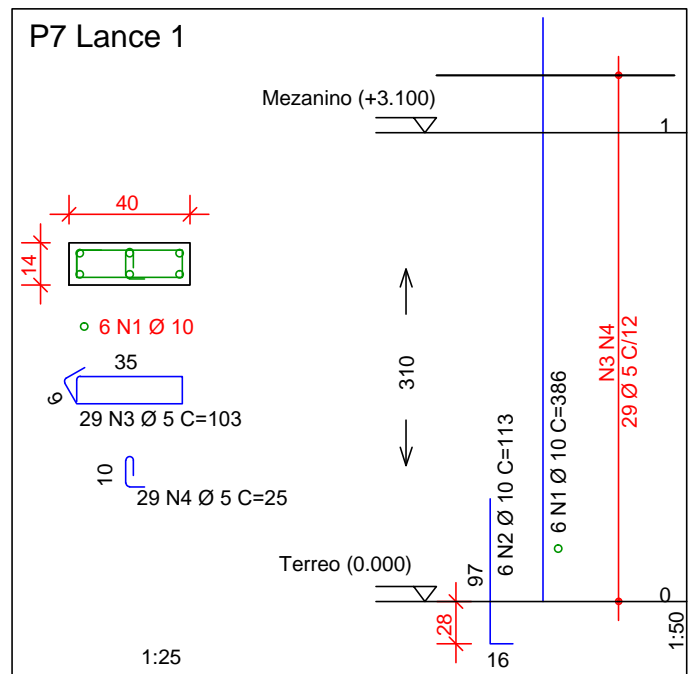 P7 Lance 1
Mezanino (+3.100)
1
40
14
6 N1 Ø 10
35
9
29 N3 Ø 5 C=103
10
29 N4 Ø 5 C=25
310
N3 N4
29 Ø 5 C/12
6 N1 Ø 10 C=386
6 N2 Ø 10 C=113
97
Terreo (0.000)
0
28
16
1:25
1:50